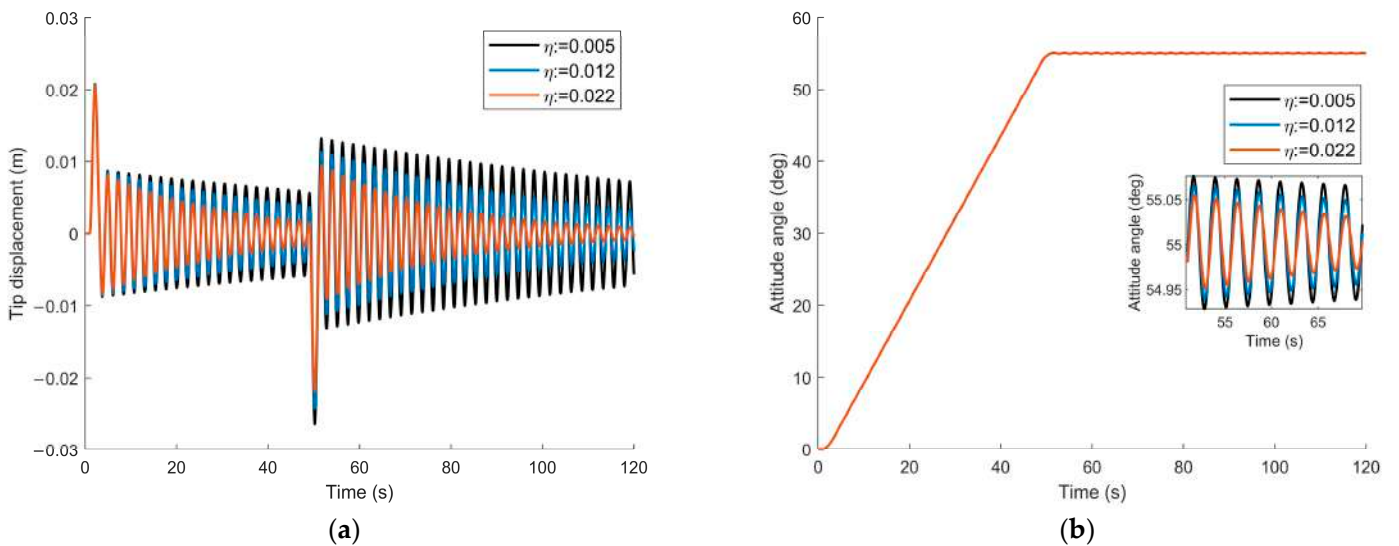 0.03
0.02
0.01
0
−0.01
−0.02
−0.03
Tip displacement (m)
η:=0.005
η:=0.012
η:=0.022
0 20 40 60 80 100 120
Time (s)
(a)
60
50
40
30
20
10
0
Attitude angle (deg)
η:=0.005
η:=0.012
η:=0.022
55.05
55
54.95
Attitude angle (deg)
55 60 65
Time (s)
0 20 40 60 80 100 120
Time (s)
(b)